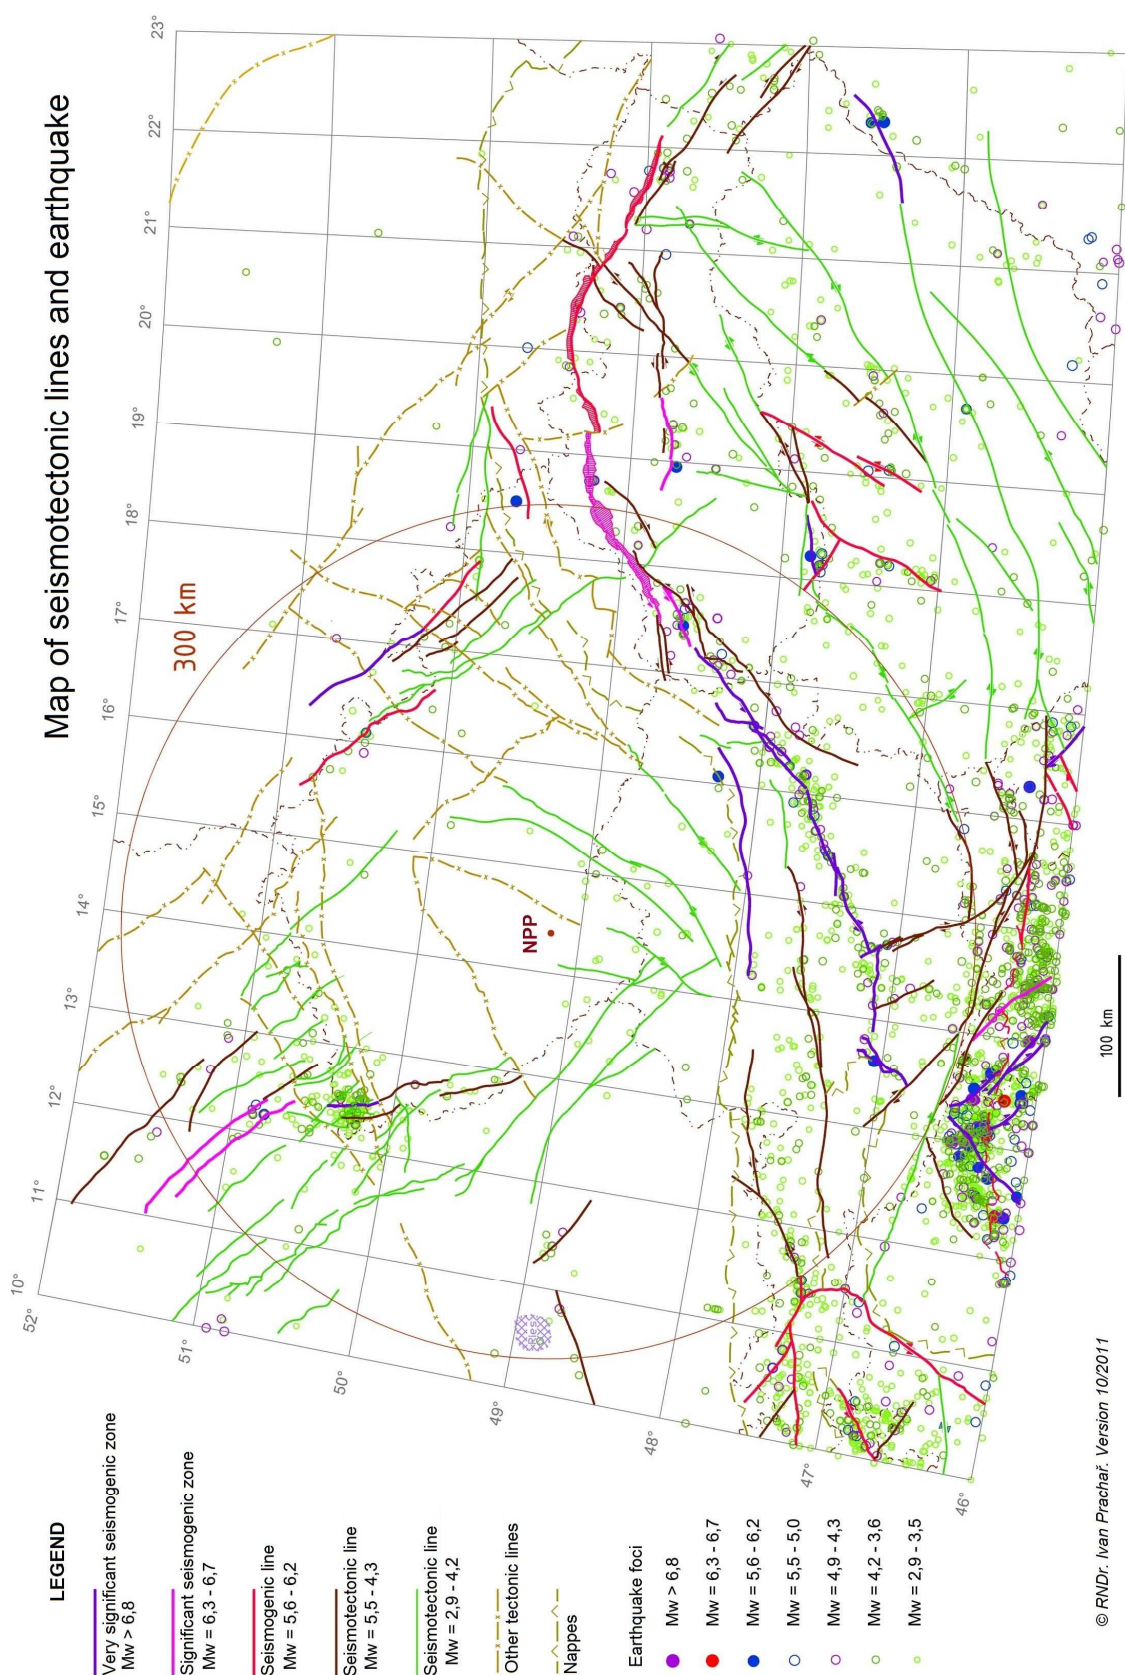 Map of seismotectonic lines and earthquake
10°
11°
12°
13°
14°
15°
16°
17°
18°
19°
20°
21°
22°
23°
52°
51°
50°
49°
48°
47°
46°
300 km
NPP
Ries
100 km
LEGEND
Very significant seismogenic zone
Mw > 6,8
Significant seismogenic zone
Mw = 6,3 - 6,7
Seismogenic line
Mw = 5,6 - 6,2
Seismotectonic line
Mw = 5,5 - 4,3
Seismotectonic line
Mw = 2,9 - 4,2
Other tectonic lines
Nappes
Earthquake foci
Mw > 6,8
Mw = 6,3 - 6,7
Mw = 5,6 - 6,2
Mw = 5,5 - 5,0
Mw = 4,9 - 4,3
Mw = 4,2 - 3,6
Mw = 2,9 - 3,5
© RNDr. Ivan Prachař. Version 10/2011